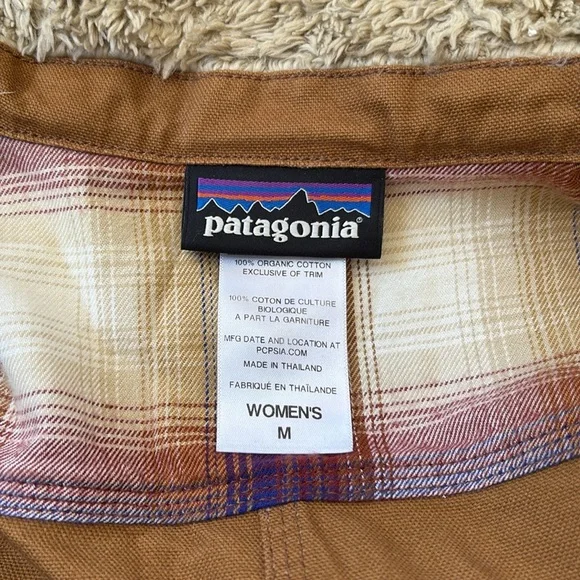 patagonia®
100% ORGANIC COTTON
EXCLUSIVE OF TRIM
100% COTON DE CULTURE
BIOLOGIQUE
A PART LA GARNITURE
MFG DATE AND LOCATION AT
PCPSIA.COM
MADE IN THAILAND
FABRIQUÉ EN THAÏLANDE
WOMEN'S
M